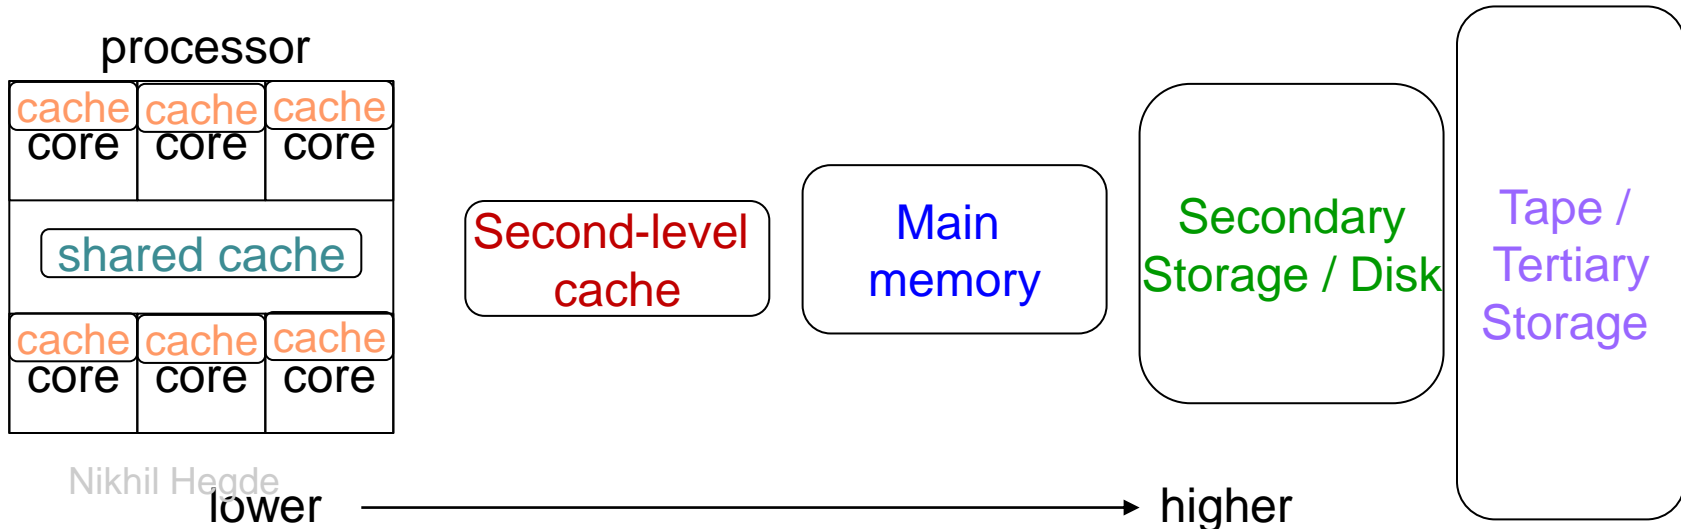 processor
cache cache cache
core core core
shared cache
cache cache cache
core core core
Second-level
cache
Main
memory
Secondary
Storage / Disk
Tape /
Tertiary
Storage
Nikhil Hegde
lower higher